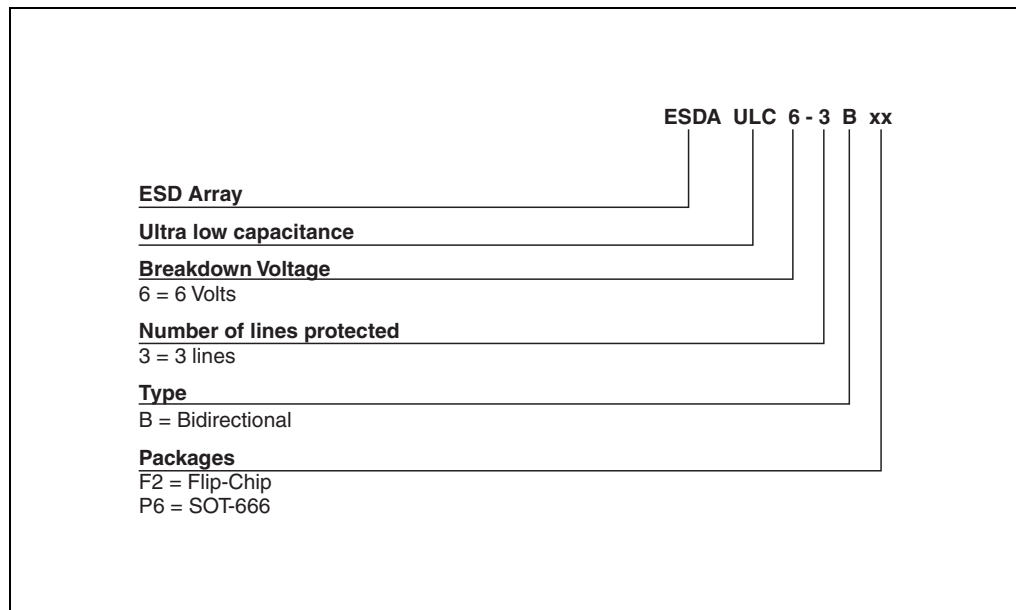 ESDA ULC 6 - 3 B xx
ESD Array
Ultra low capacitance
Breakdown Voltage
6 = 6 Volts
Number of lines protected
3 = 3 lines
Type
B = Bidirectional
Packages
F2 = Flip-Chip
P6 = SOT-666